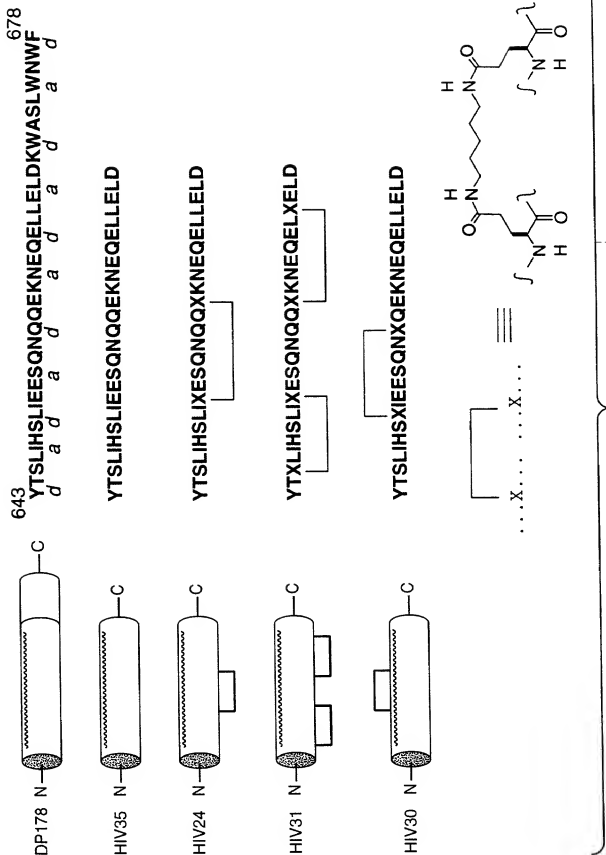 643 678
DP178 N C YTSLIHSLIEESQNQQEKNEQELLELDKWASLWNWF
d a d a d a d a d a d
HIV35 N C YTSLIHSLIEESQNQQEKNEQELLELD
HIV24 N C YTSLIHSLIXESQNQQXKNEQELLELD
HIV31 N C YTXLIHSLIXESQNQQXKNEQELXELD
HIV30 N C YTSLIHSXIEESQNXQEKNEQELLELD
....X.... ....X....
H H
O N N O
N O N O
H H